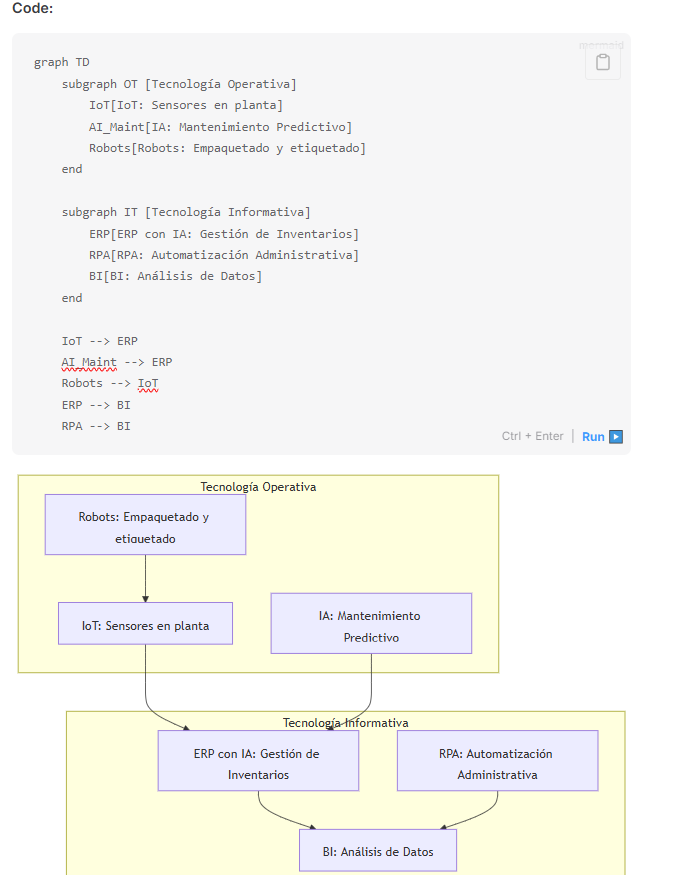 Code:
mermaid
graph TD
subgraph OT [Tecnología Operativa]
IoT[IoT: Sensores en planta]
AI_Maint[IA: Mantenimiento Predictivo]
Robots[Robots: Empaquetado y etiquetado]
end
subgraph IT [Tecnología Informativa]
ERP[ERP con IA: Gestión de Inventarios]
RPA[RPA: Automatización Administrativa]
BI[BI: Análisis de Datos]
end
IoT --> ERP
AI_Maint --> ERP
Robots --> IoT
ERP --> BI
RPA --> BI
Ctrl + Enter | Run
Tecnología Operativa
Robots: Empaquetado y
etiquetado
IoT: Sensores en planta
IA: Mantenimiento
Predictivo
Tecnología Informativa
ERP con IA: Gestión de
Inventarios
RPA: Automatización
Administrativa
BI: Análisis de Datos